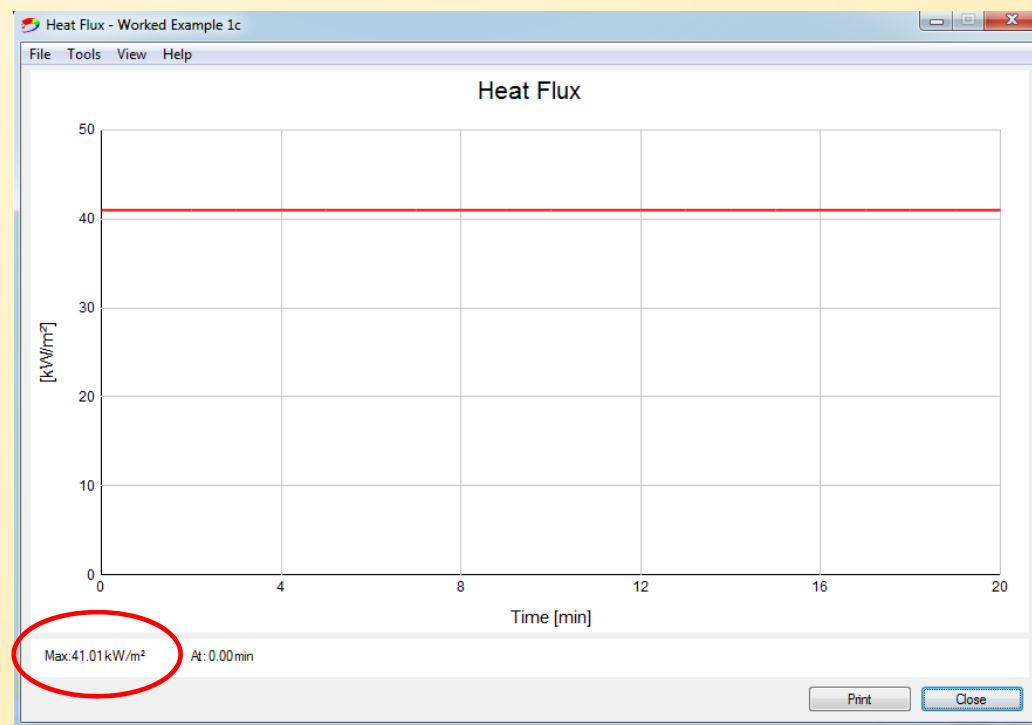 Heat Flux - Worked Example 1c
File Tools View Help
Heat Flux
50
40
30
20
10
0
[kW/m²]
0 4 8 12 16 20
Time [min]
Max:41.01kW/m² At: 0.00min
Print Close